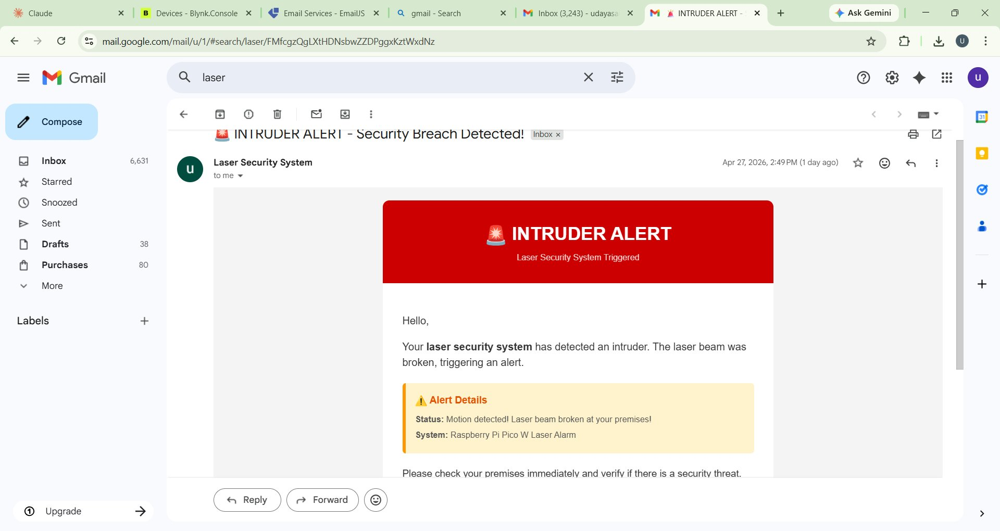 Claude
Devices - Blynk.Console
Email Services - EmailJS
gmail - Search
Inbox (3,243) - udayasa
INTRUDER ALERT -
Ask Gemini
mail.google.com/mail/u/1/#search/laser/FMfcgzQgLXtHDNsbwZZDPggxKztWxdNz
U
Gmail
laser
u
Compose
31
INTRUDER ALERT - Security Breach Detected!
Inbox ×
Inbox 6,631
Starred
Snoozed
Sent
Drafts 38
Purchases 80
More
Labels
Upgrade
u
Laser Security System
Apr 27, 2026, 2:49 PM (1 day ago)
to me
INTRUDER ALERT
Laser Security System Triggered
Hello,
Your laser security system has detected an intruder. The laser beam was
broken, triggering an alert.
Alert Details
Status: Motion detected! Laser beam broken at your premises!
System: Raspberry Pi Pico W Laser Alarm
Please check your premises immediately and verify if there is a security threat.
Reply
Forward